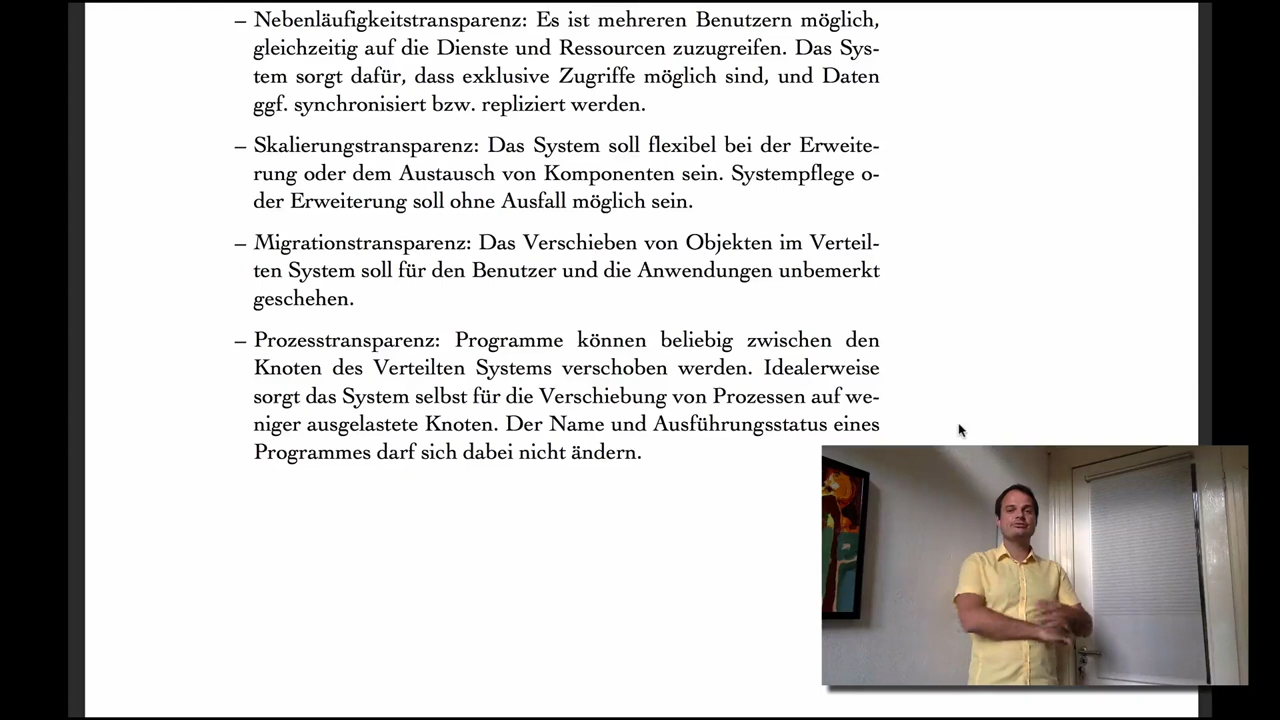 – Nebenläufigkeitstransparenz: Es ist mehreren Benutzern möglich,
gleichzeitig auf die Dienste und Ressourcen zuzugreifen. Das Sys-
tem sorgt dafür, dass exklusive Zugriffe möglich sind, und Daten
ggf. synchronisiert bzw. repliziert werden.
– Skalierungstransparenz: Das System soll flexibel bei der Erweite-
rung oder dem Austausch von Komponenten sein. Systempflege o-
der Erweiterung soll ohne Ausfall möglich sein.
– Migrationstransparenz: Das Verschieben von Objekten im Verteil-
ten System soll für den Benutzer und die Anwendungen unbemerkt
geschehen.
– Prozesstransparenz: Programme können beliebig zwischen den
Knoten des Verteilten Systems verschoben werden. Idealerweise
sorgt das System selbst für die Verschiebung von Prozessen auf we-
niger ausgelastete Knoten. Der Name und Ausführungsstatus eines
Programmes darf sich dabei nicht ändern.